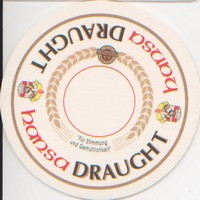 hansa DRAUGHT
hansa DRAUGHT
"Für Stimmung
und Gemütlichkeit"